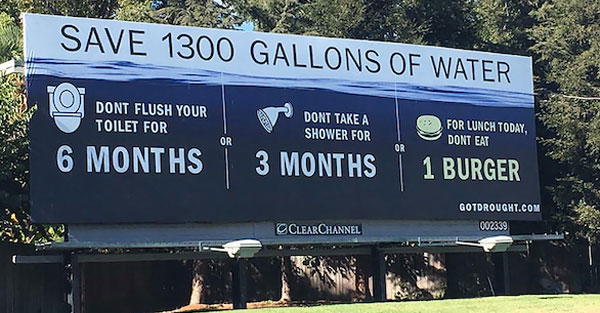 SAVE 1300 GALLONS OF WATER
DONT FLUSH YOUR
TOILET FOR
6 MONTHS
OR
DONT TAKE A
SHOWER FOR
3 MONTHS
OR
FOR LUNCH TODAY,
DONT EAT
1 BURGER
GOTDROUGHT.COM
CLEARCHANNEL
002339